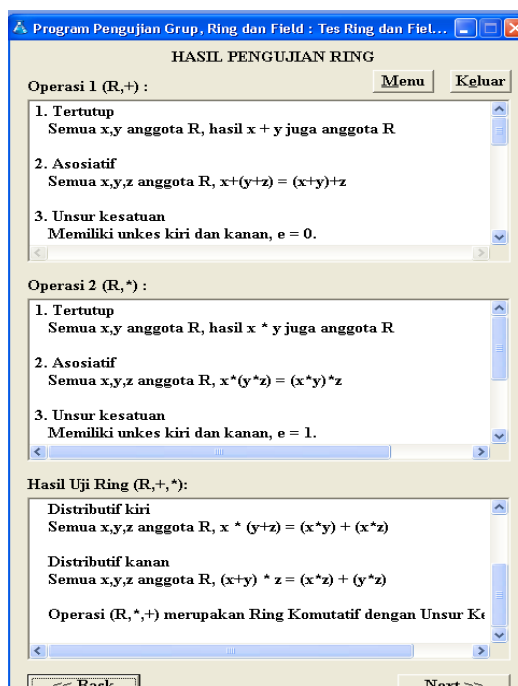 Program Pengujian Grup, Ring dan Field : Tes Ring dan Fiel...
HASIL PENGUJIAN RING
Operasi 1 (R,+) :
Menu
Keluar
1. Tertutup
Semua x,y anggota R, hasil x + y juga anggota R
2. Asosiatif
Semua x,y,z anggota R, x+(y+z) = (x+y)+z
3. Unsur kesatuan
Memiliki unkes kiri dan kanan, e = 0.
Operasi 2 (R,*) :
1. Tertutup
Semua x,y anggota R, hasil x * y juga anggota R
2. Asosiatif
Semua x,y,z anggota R, x*(y*z) = (x*y)*z
3. Unsur kesatuan
Memiliki unkes kiri dan kanan, e = 1.
Hasil Uji Ring (R,+,*):
Distributif kiri
Semua x,y,z anggota R, x * (y+z) = (x*y) + (x*z)
Distributif kanan
Semua x,y,z anggota R, (x+y) * z = (x*z) + (y*z)
Operasi (R,*,+) merupakan Ring Komutatif dengan Unsur Ke
<< Back
Next >>